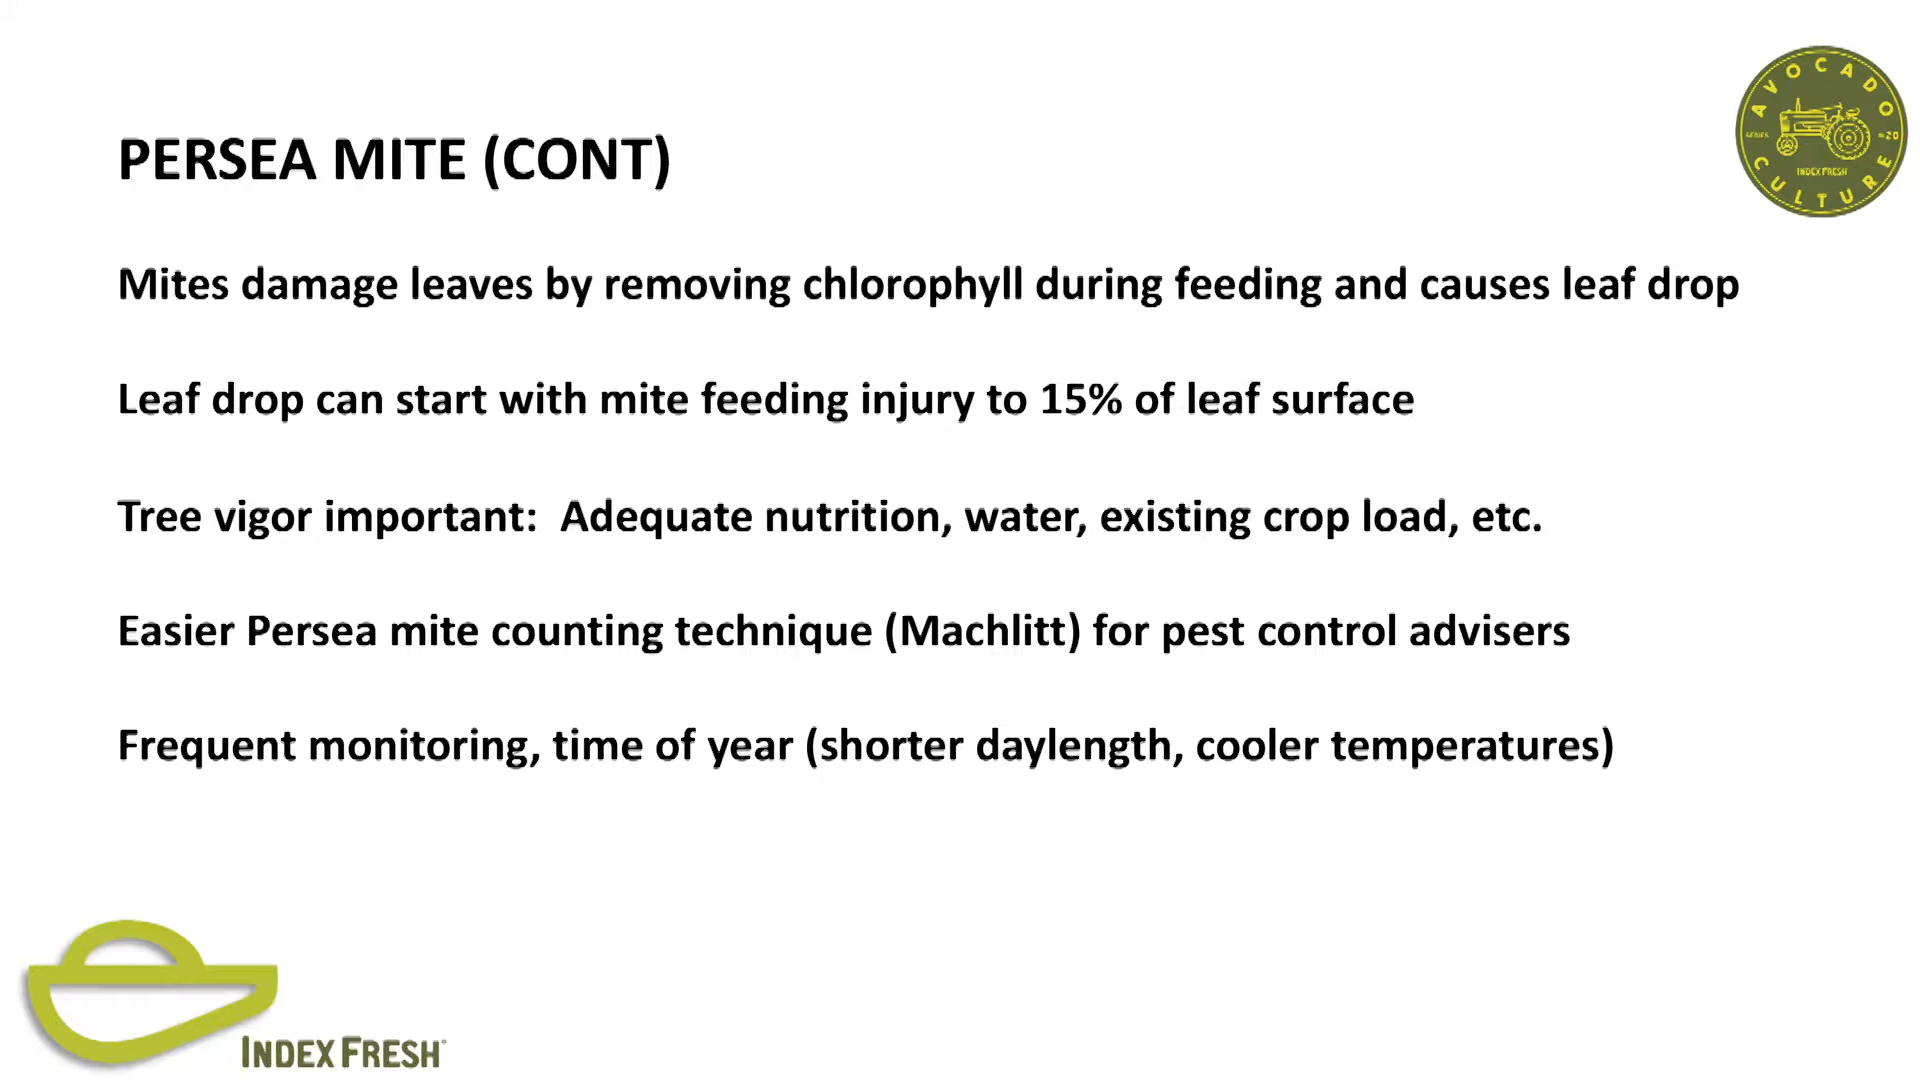 AVOCADO
SERIES
20
INDEX FRESH
CULTURE
PERSEA MITE (CONT)
Mites damage leaves by removing chlorophyll during feeding and causes leaf drop
Leaf drop can start with mite feeding injury to 15% of leaf surface
Tree vigor important:  Adequate nutrition, water, existing crop load, etc.
Easier Persea mite counting technique (Machlitt) for pest control advisers
Frequent monitoring, time of year (shorter daylength, cooler temperatures)
INDEX FRESH